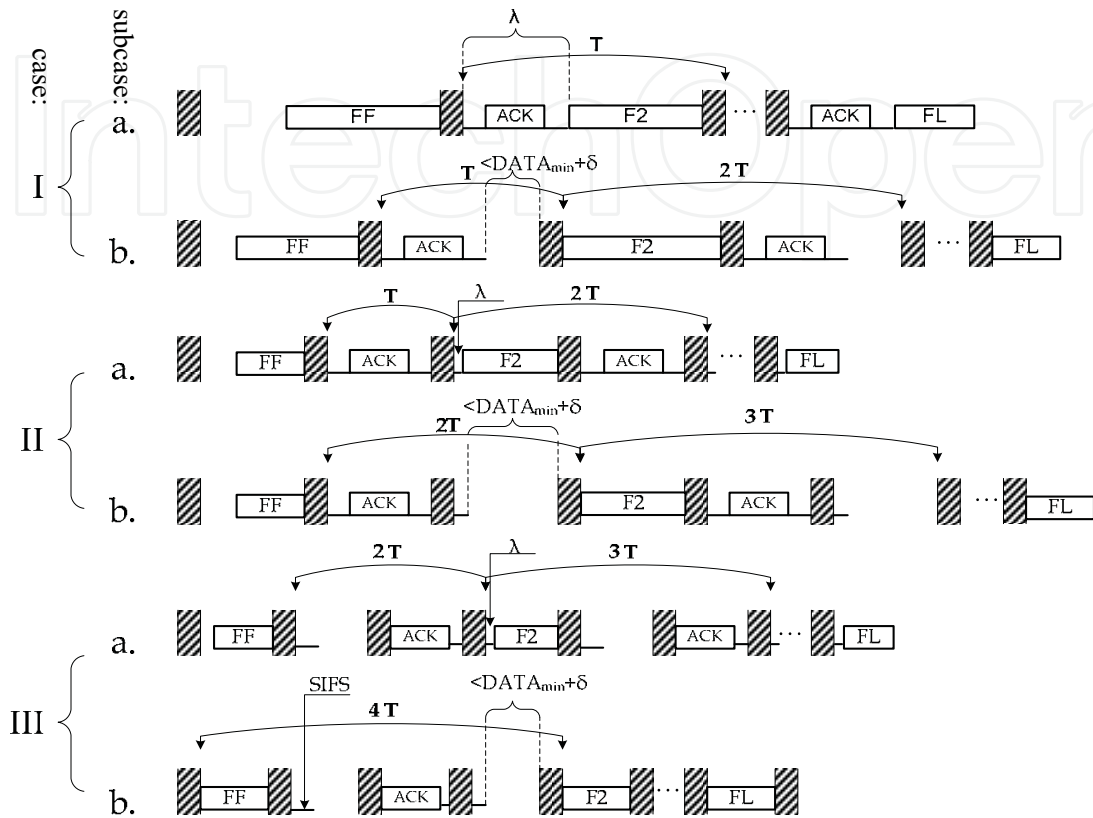 case:
subcase:
IntechOpen
I
a.
λ
T
FF
ACK
F2
...
ACK
FL
b.
T
<DATAmin+δ
2 T
FF
ACK
F2
ACK
...
FL
II
a.
T
λ
2 T
FF
ACK
F2
ACK
...
FL
b.
2T
<DATAmin+δ
3 T
FF
ACK
F2
ACK
...
FL
III
a.
2 T
λ
3 T
FF
ACK
F2
ACK
...
FL
b.
SIFS
4 T
<DATAmin+δ
FF
ACK
F2
...
FL